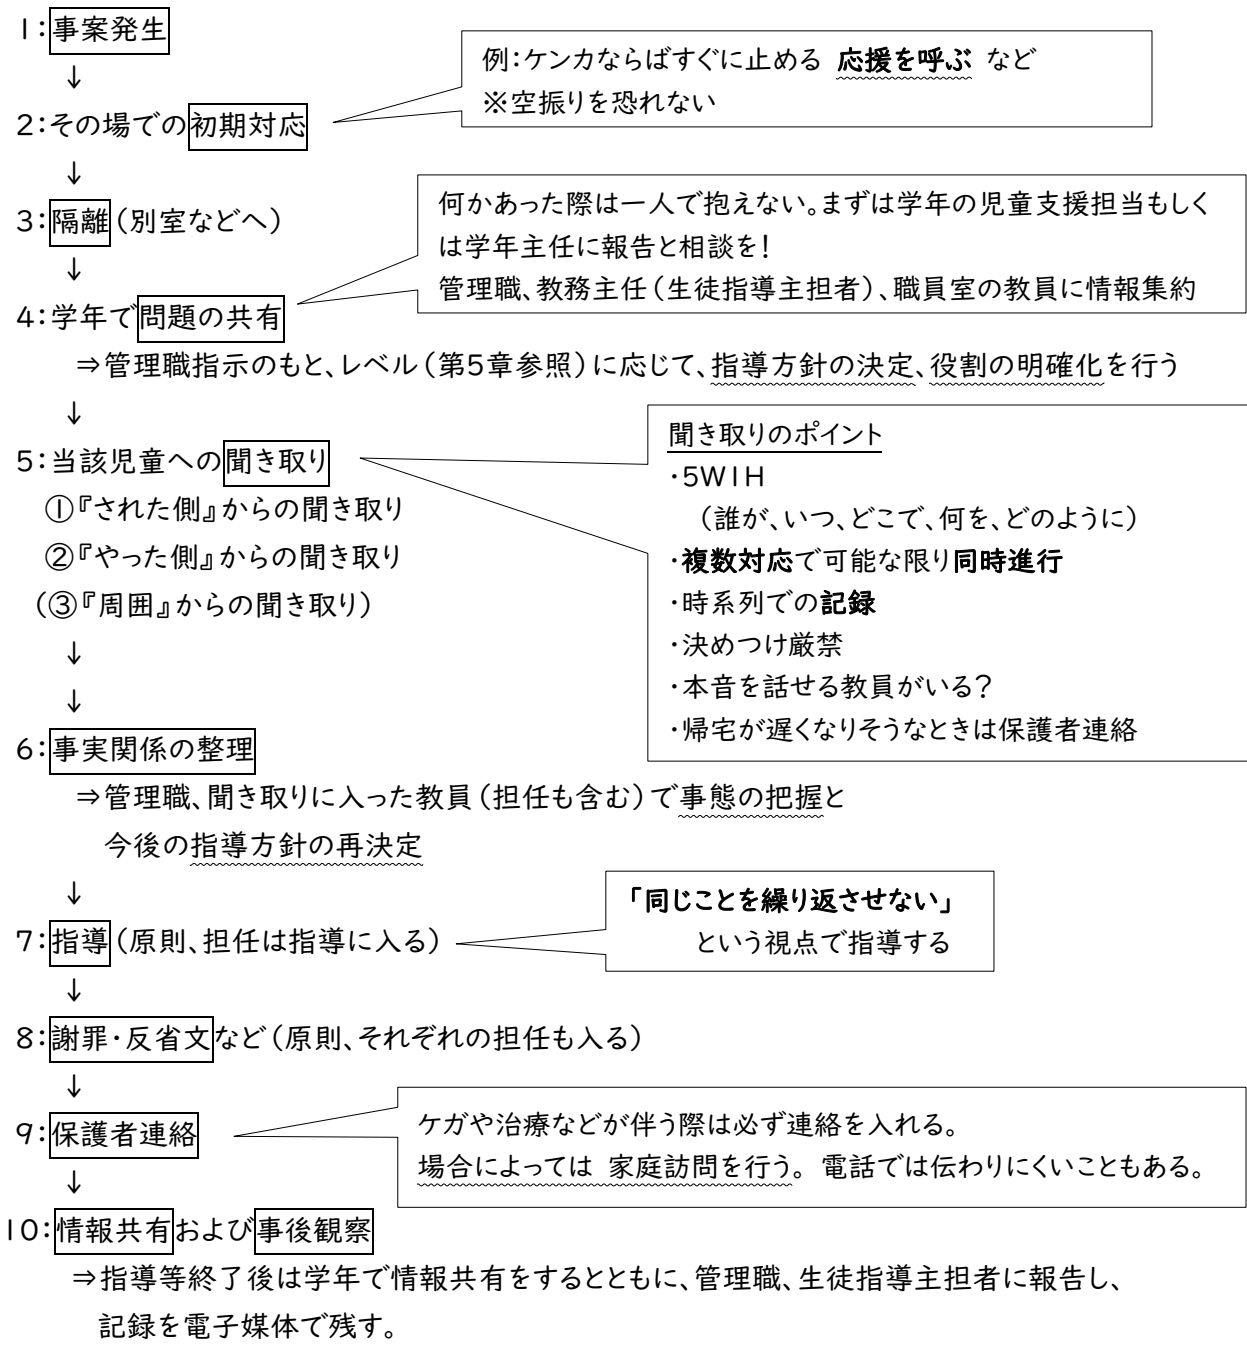 1：事案発生
↓
例：ケンカならばすぐに止める 応援を呼ぶ など
※空振りを恐れない
2：その場での初期対応
↓
3：隔離（別室などへ）
↓
何かあった際は一人で抱えない。まずは学年の児童支援担当もしく
は学年主任に報告と相談を！
管理職、教務主任（生徒指導主担者）、職員室の教員に情報集約
4：学年で問題の共有
⇒管理職指示のもと、レベル（第5章参照）に応じて、指導方針の決定、役割の明確化を行う
↓
5：当該児童への聞き取り
①『された側』からの聞き取り
②『やった側』からの聞き取り
（③『周囲』からの聞き取り）
↓
↓
聞き取りのポイント
・5W1H
（誰が、いつ、どこで、何を、どのように）
・複数対応で可能な限り同時進行
・時系列での記録
・決めつけ厳禁
・本音を話せる教員がいる？
・帰宅が遅くなりそうなときは保護者連絡
6：事実関係の整理
⇒管理職、聞き取りに入った教員（担任も含む）で事態の把握と
今後の指導方針の再決定
↓
7：指導（原則、担任は指導に入る）
「同じことを繰り返させない」
という視点で指導する
↓
8：謝罪・反省文など（原則、それぞれの担任も入る）
↓
9：保護者連絡
ケガや治療などが伴う際は必ず連絡を入れる。
場合によっては 家庭訪問を行う。電話では伝わりにくいこともある。
↓
10：情報共有および事後観察
⇒指導等終了後は学年で情報共有をするとともに、管理職、生徒指導主担者に報告し、
記録を電子媒体で残す。